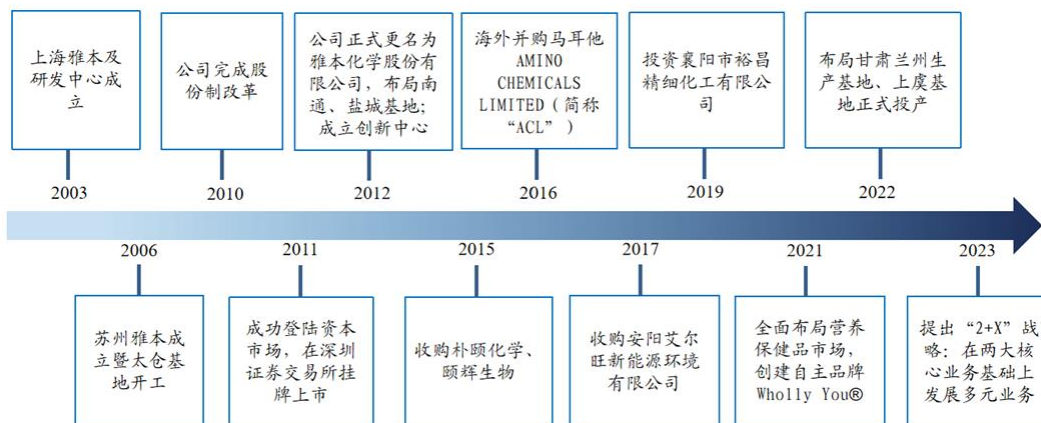 上海雅本及
研发中心成
立
公司完成股
份制改革
公司正式更名为
雅本化学股份有
限公司，布局南
通、盐城基地；
成立创新中心
海外并购马耳他
AMINO
CHEMICALS
LIMITED（简称
“ACL”）
投资襄阳市裕昌
精细化工有限公
司
布局甘肃兰州生
产基地、上虞基
地正式投产
2003
2010
2012
2016
2019
2022
2006
2011
2015
2017
2021
2023
苏州雅本成
立暨太仓基
地开工
成功登陆资本
市场，在深圳
证券交易所挂
牌上市
收购朴颐化学、
颐辉生物
收购安阳艾尔
旺新能源环境
有限公司
全面布局营养
保健品市场，
创建自主品牌
Wholly You®
提出“2+X”战
略：在两大核
心业务基础上
发展多元业务